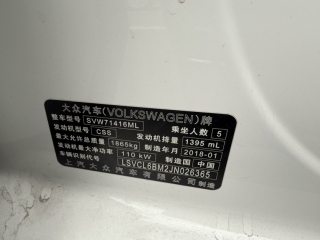 大众汽车(VOLKSWAGEN)牌
整车型号 SVW71416ML 乘坐人数 5
发动机型号 CSS 发动机排量 1395 mL
最大允许总质量 1865kg 制造年月 2018-01
发动机最大净功率 110 kW 制造国 中国
车辆识别代号 LSVCL6BM2JN026365
上汽大众汽车有限公司制造